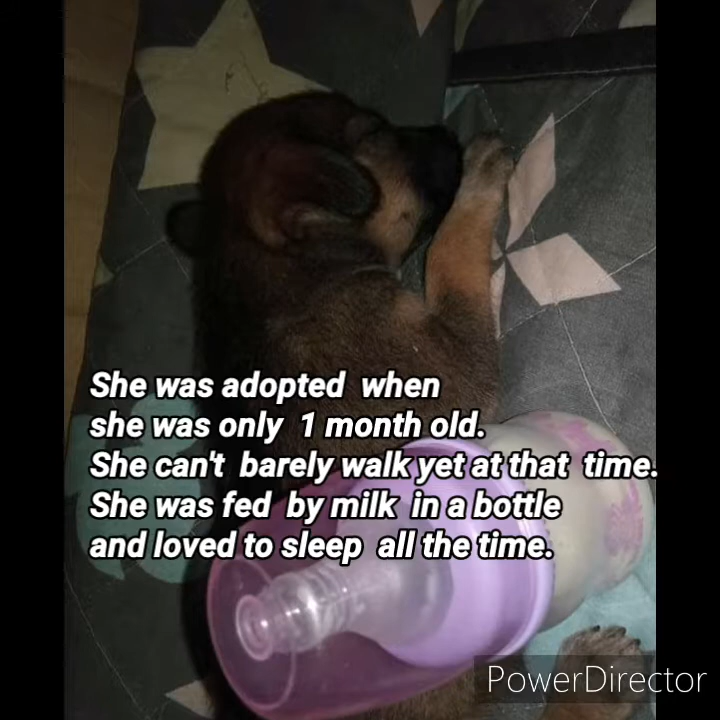 She was adopted when
she was only 1 month old.
She can't barely walk yet at that time.
She was fed by milk in a bottle
and loved to sleep all the time.
PowerDirector